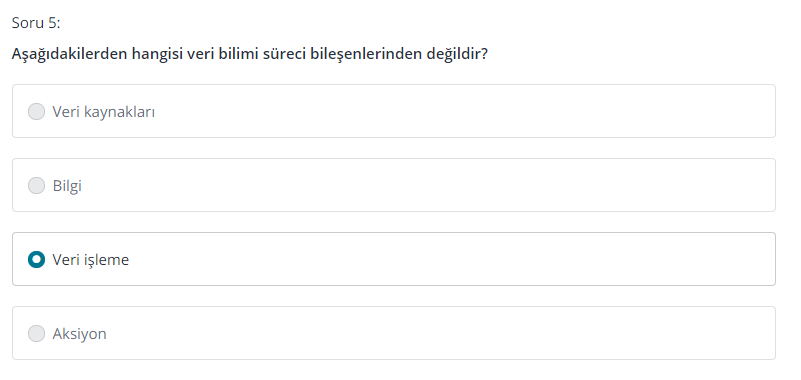 Soru 5:
Aşağıdakilerden hangisi veri bilimi süreci bileşenlerinden değildir?
Veri kaynakları
Bilgi
Veri işleme
Aksiyon